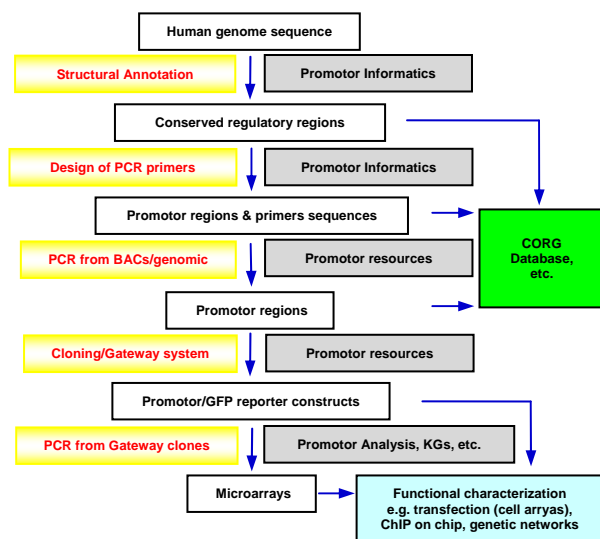 Human genome sequence
Structural Annotation
Promotor Informatics
Conserved regulatory regions
Design of PCR primers
Promotor Informatics
Promotor regions & primers sequences
CORG
Database,
etc.
PCR from BACs/genomic
Promotor resources
Promotor regions
Cloning/Gateway system
Promotor resources
Promotor/GFP reporter constructs
PCR from Gateway clones
Promotor Analysis, KGs, etc.
Microarrays
Functional characterization
e.g. transfection (cell arryas),
ChIP on chip, genetic networks